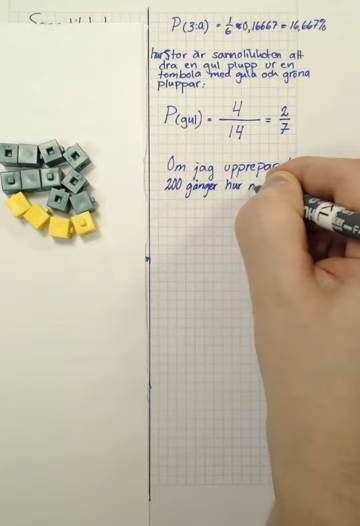 P(3:a) = 1/6 ≈ 0,16667 = 16,667%
hur stor är sannolikheten att
dra en gul plupp ur en
tombola med gula och gröna
pluppar:
P(gul) = 4/14 = 2/7
Om jag upprepar
200 gånger hur